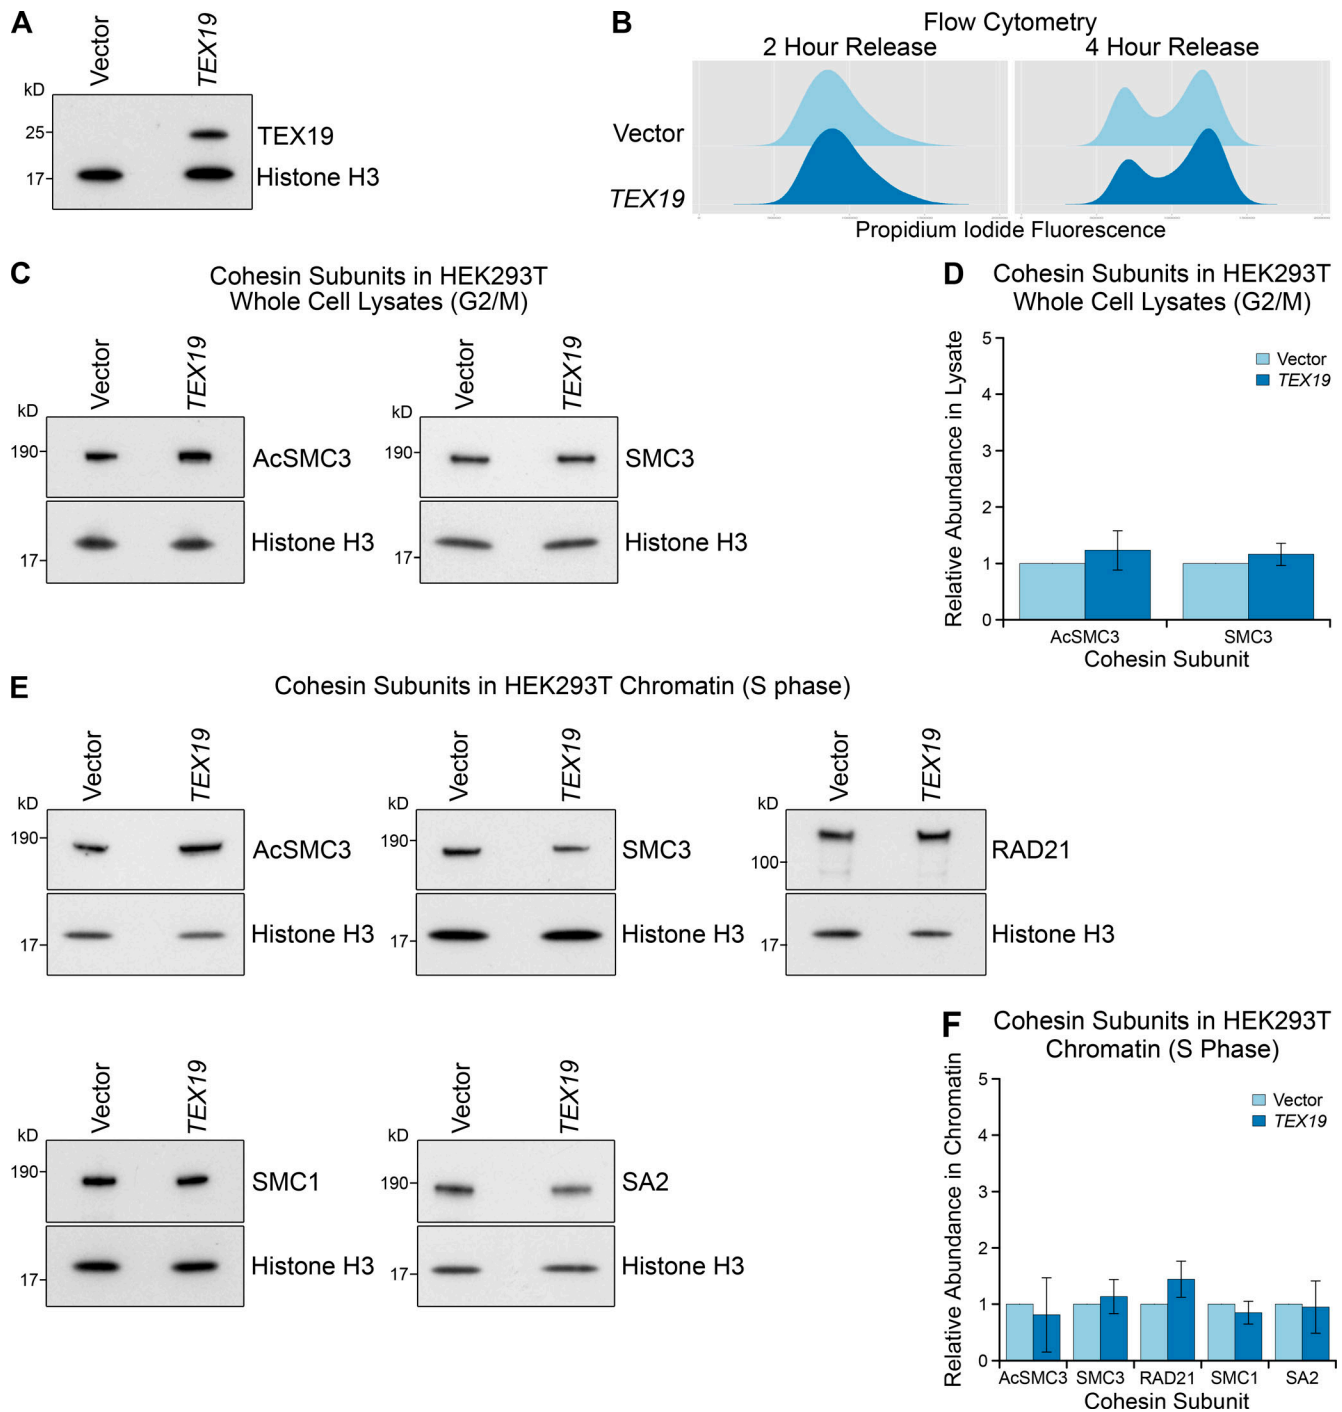 A
Vector
TEX19
kD
25
TEX19
17
Histone H3
B
Flow Cytometry
2 Hour Release
4 Hour Release
Vector
TEX19
Propidium Iodide Fluorescence
C
Cohesin Subunits in HEK293T
Whole Cell Lysates (G2/M)
Vector
TEX19
kD
190
AcSMC3
17
Histone H3
Vector
TEX19
kD
190
SMC3
17
Histone H3
D
Cohesin Subunits in HEK293T
Whole Cell Lysates (G2/M)
Relative Abundance in Lysate
5
4
3
2
1
0
Vector
TEX19
AcSMC3
SMC3
Cohesin Subunit
E
Cohesin Subunits in HEK293T Chromatin (S phase)
Vector
TEX19
kD
190
AcSMC3
17
Histone H3
Vector
TEX19
kD
190
SMC3
17
Histone H3
Vector
TEX19
kD
100
RAD21
17
Histone H3
Vector
TEX19
kD
190
SMC1
17
Histone H3
Vector
TEX19
kD
190
SA2
17
Histone H3
F
Cohesin Subunits in HEK293T
Chromatin (S Phase)
Relative Abundance in Chromatin
5
4
3
2
1
0
Vector
TEX19
AcSMC3
SMC3
RAD21
SMC1
SA2
Cohesin Subunit